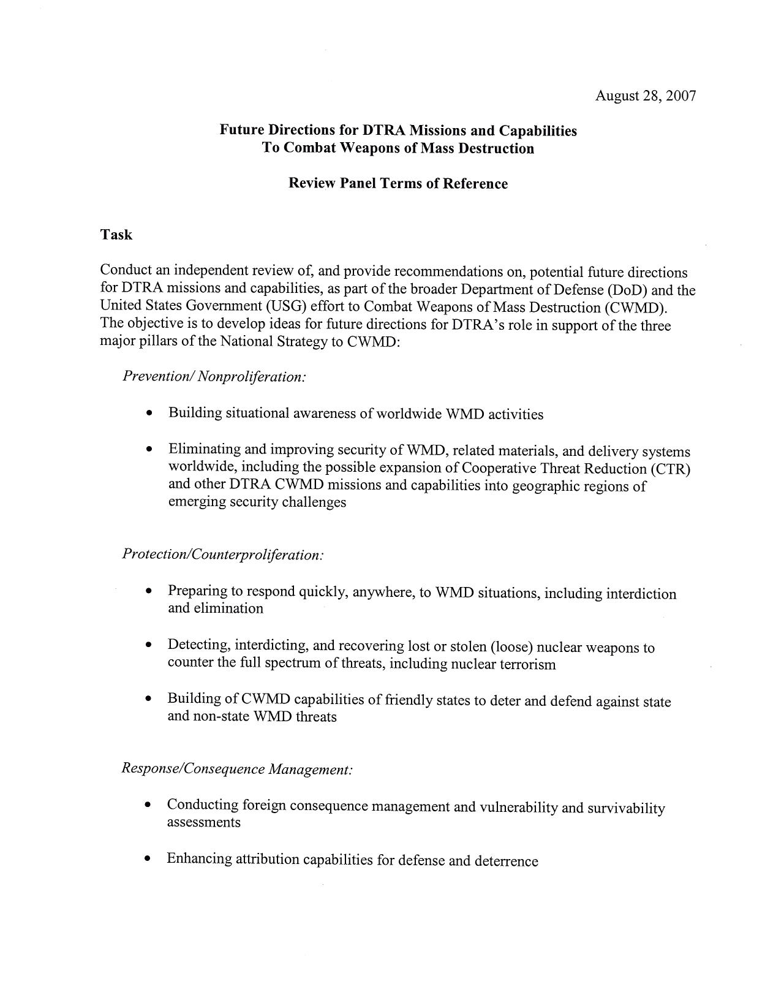 August 28, 2007
Future Directions for DTRA Missions and Capabilities
To Combat Weapons of Mass Destruction
Review Panel Terms of Reference
Task
Conduct an independent review of, and provide recommendations on, potential future directions
for DTRA missions and capabilities, as part of the broader Department of Defense (DoD) and the
United States Government (USG) effort to Combat Weapons of Mass Destruction (CWMD).
The objective is to develop ideas for future directions for DTRA's role in support of the three
major pillars of the National Strategy to CWMD:
Prevention/ Nonproliferation:
• Building situational awareness of worldwide WMD activities
• Eliminating and improving security of WMD, related materials, and delivery systems
worldwide, including the possible expansion of Cooperative Threat Reduction (CTR)
and other DTRA CWMD missions and capabilities into geographic regions of
emerging security challenges
Protection/Counterproliferation:
• Preparing to respond quickly, anywhere, to WMD situations, including interdiction
and elimination
• Detecting, interdicting, and recovering lost or stolen (loose) nuclear weapons to
counter the full spectrum of threats, including nuclear terrorism
• Building of CWMD capabilities of friendly states to deter and defend against state
and non-state WMD threats
Response/Consequence Management:
• Conducting foreign consequence management and vulnerability and survivability
assessments
• Enhancing attribution capabilities for defense and deterrence